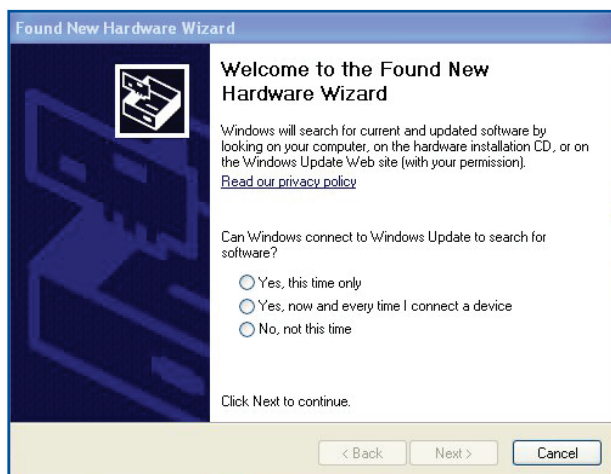 Found New Hardware Wizard
Welcome to the Found New
Hardware Wizard
Windows will search for current and updated software by
looking on your computer, on the hardware installation CD, or on
the Windows Update Web site (with your permission).
Read our privacy policy
Can Windows connect to Windows Update to search for
software?
Yes, this time only
Yes, now and every time I connect a device
No, not this time
Click Next to continue.
< Back Next > Cancel